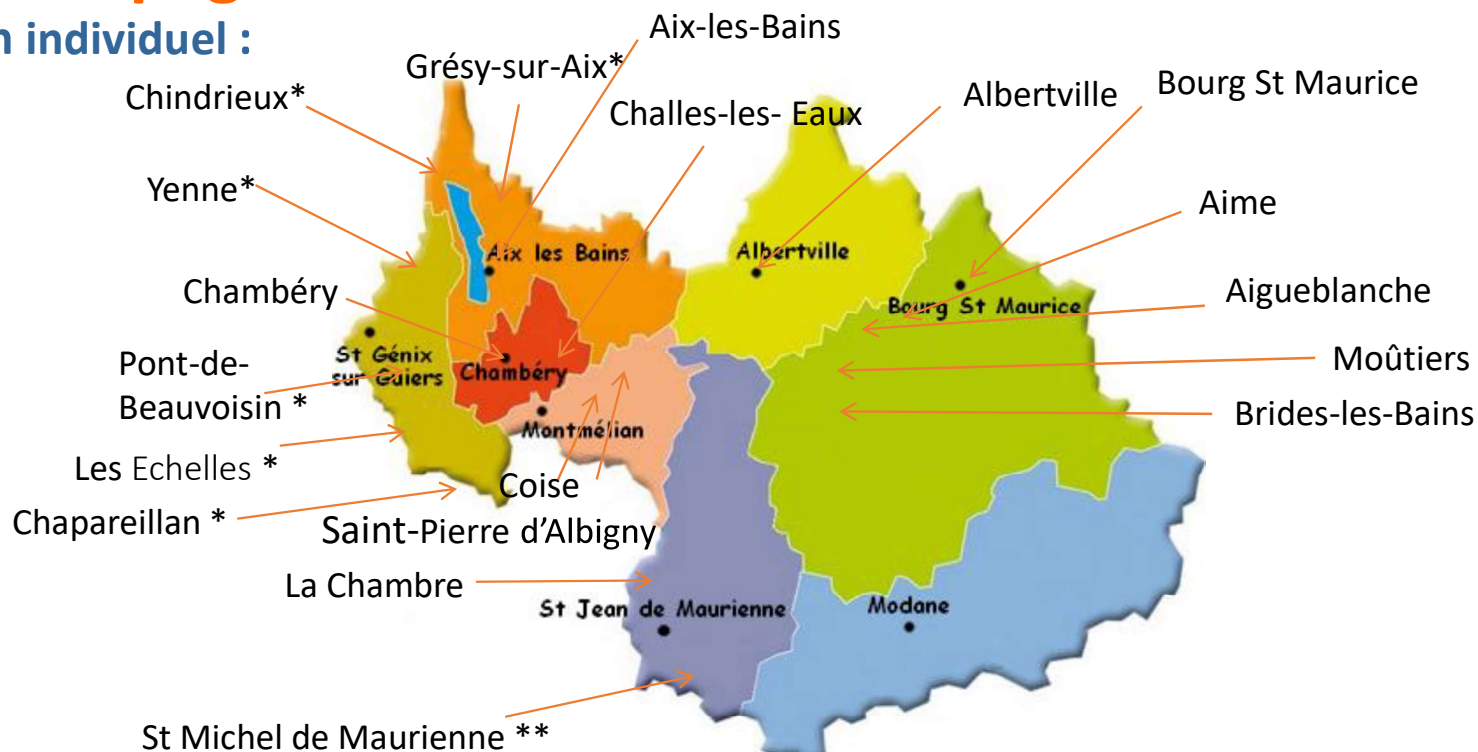 n individuel :
Aix-les-Bains
Grésy-sur-Aix*
Chindrieux*
Challes-les- Eaux
Albertville
Bourg St Maurice
Yenne*
Aime
Aix les Bains
Albertville
Chambéry
Bourg St Maurice
Aigueblanche
St Génix
sur Guiers
Chambéry
Pont-de-
Beauvoisin *
Moûtiers
Montmélian
Brides-les-Bains
Les Echelles *
Coise
Chapareillan *
Saint-Pierre d'Albigny
La Chambre
St Jean de Maurienne
Modane
St Michel de Maurienne **